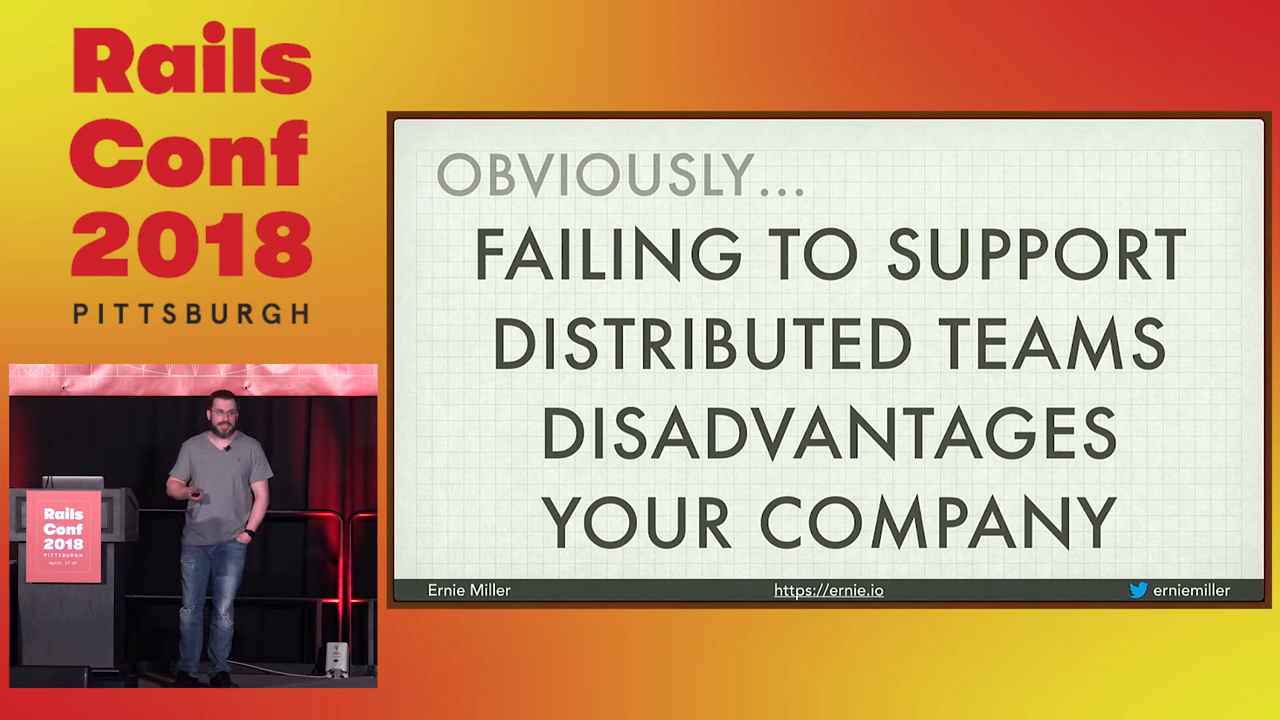 Rails
Conf
2018
PITTSBURGH
OBVIOUSLY...
FAILING TO SUPPORT
DISTRIBUTED TEAMS
DISADVANTAGES
YOUR COMPANY
Ernie Miller
https://ernie.io
erniemiller
Rails
Conf
2018
PITTSBURGH